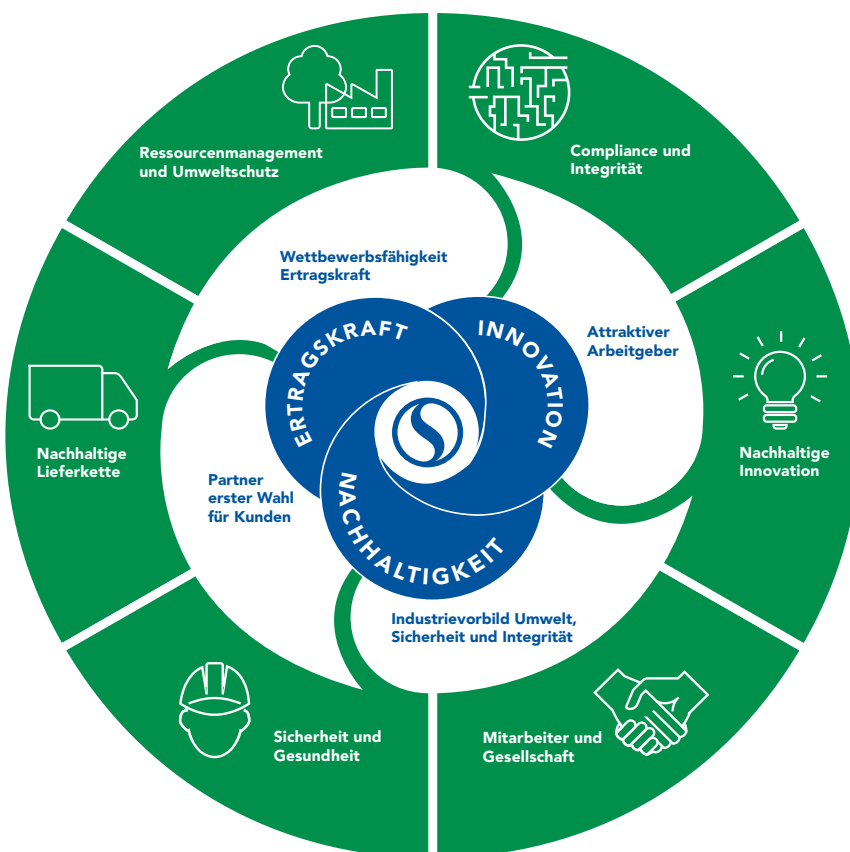 Ressourcenmanagement
und Umweltschutz
Compliance und
Integrität
Wettbewerbsfähigkeit
Ertragskraft
Attraktiver
Arbeitgeber
ERTRAGSKRAFT
INNOVATION
NACHHALTIGKEIT
Nachhaltige
Lieferkette
Nachhaltige
Innovation
Partner
erster Wahl
für Kunden
Industrievorbild Umwelt,
Sicherheit und Integrität
Sicherheit und
Gesundheit
Mitarbeiter und
Gesellschaft